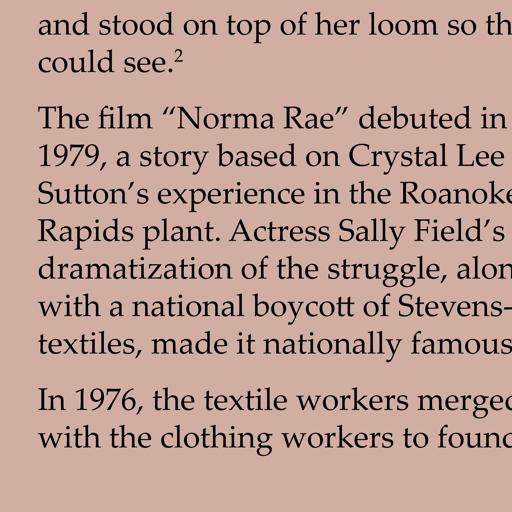 and stood on top of her loom so th
could see.²
The film “Norma Rae” debuted in
1979, a story based on Crystal Lee
Sutton’s experience in the Roanoke
Rapids plant. Actress Sally Field’s
dramatization of the struggle, alon
with a national boycott of Stevens-
textiles, made it nationally famous
In 1976, the textile workers merged
with the clothing workers to found